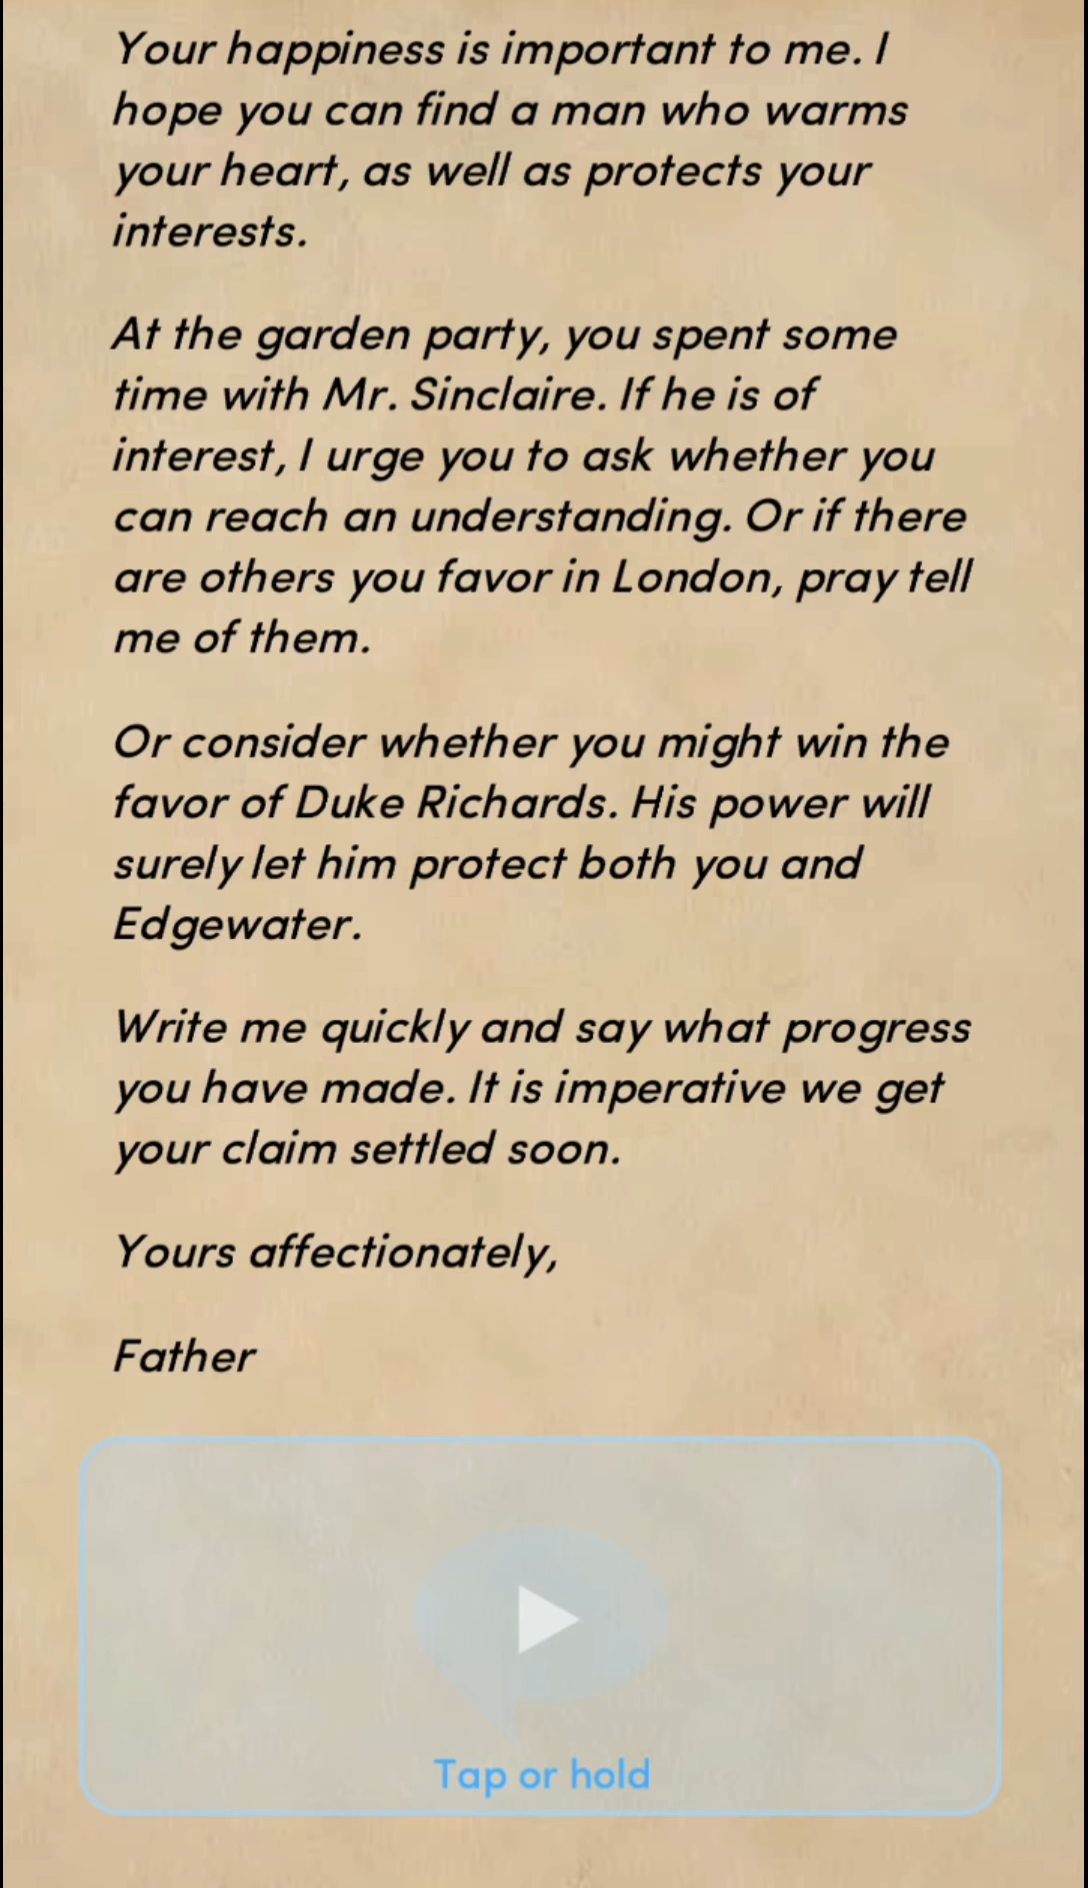 Your happiness is important to me. I
hope you can find a man who warms
your heart, as well as protects your
interests.
At the garden party, you spent some
time with Mr. Sinclaire. If he is of
interest, I urge you to ask whether you
can reach an understanding. Or if there
are others you favor in London, pray tell
me of them.
Or consider whether you might win the
favor of Duke Richards. His power will
surely let him protect both you and
Edgewater.
Write me quickly and say what progress
you have made. It is imperative we get
your claim settled soon.
Yours affectionately,
Father
Tap or hold